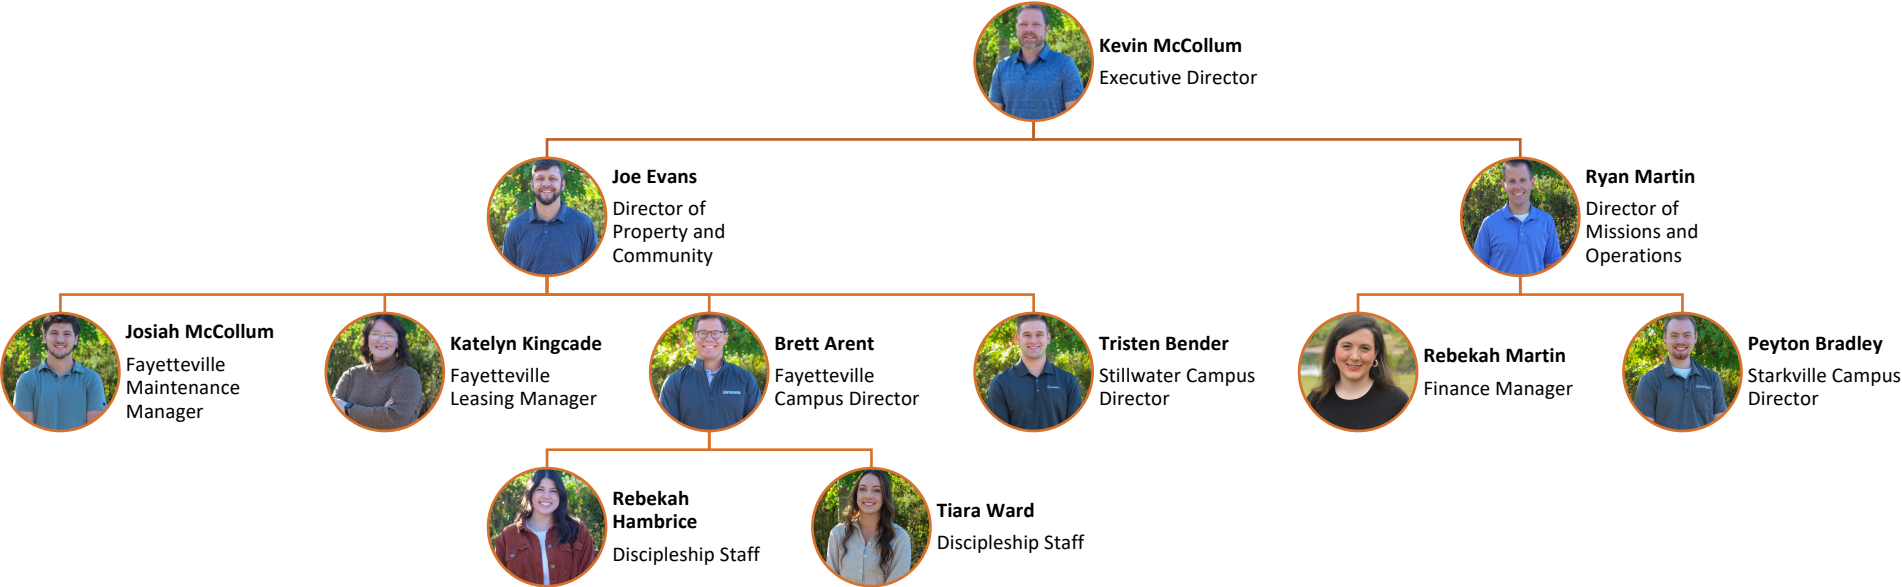 Kevin McCollum
Executive Director
Joe Evans
Director of
Property and
Community
Ryan Martin
Director of
Missions and
Operations
Josiah McCollum
Fayetteville
Maintenance
Manager
Katelyn Kingcade
Fayetteville
Leasing Manager
Brett Arent
Fayetteville
Campus Director
Tristen Bender
Stillwater Campus
Director
Rebekah Martin
Finance Manager
Peyton Bradley
Starkville Campus
Director
Rebekah
Hambrice
Discipleship Staff
Tiara Ward
Discipleship Staff